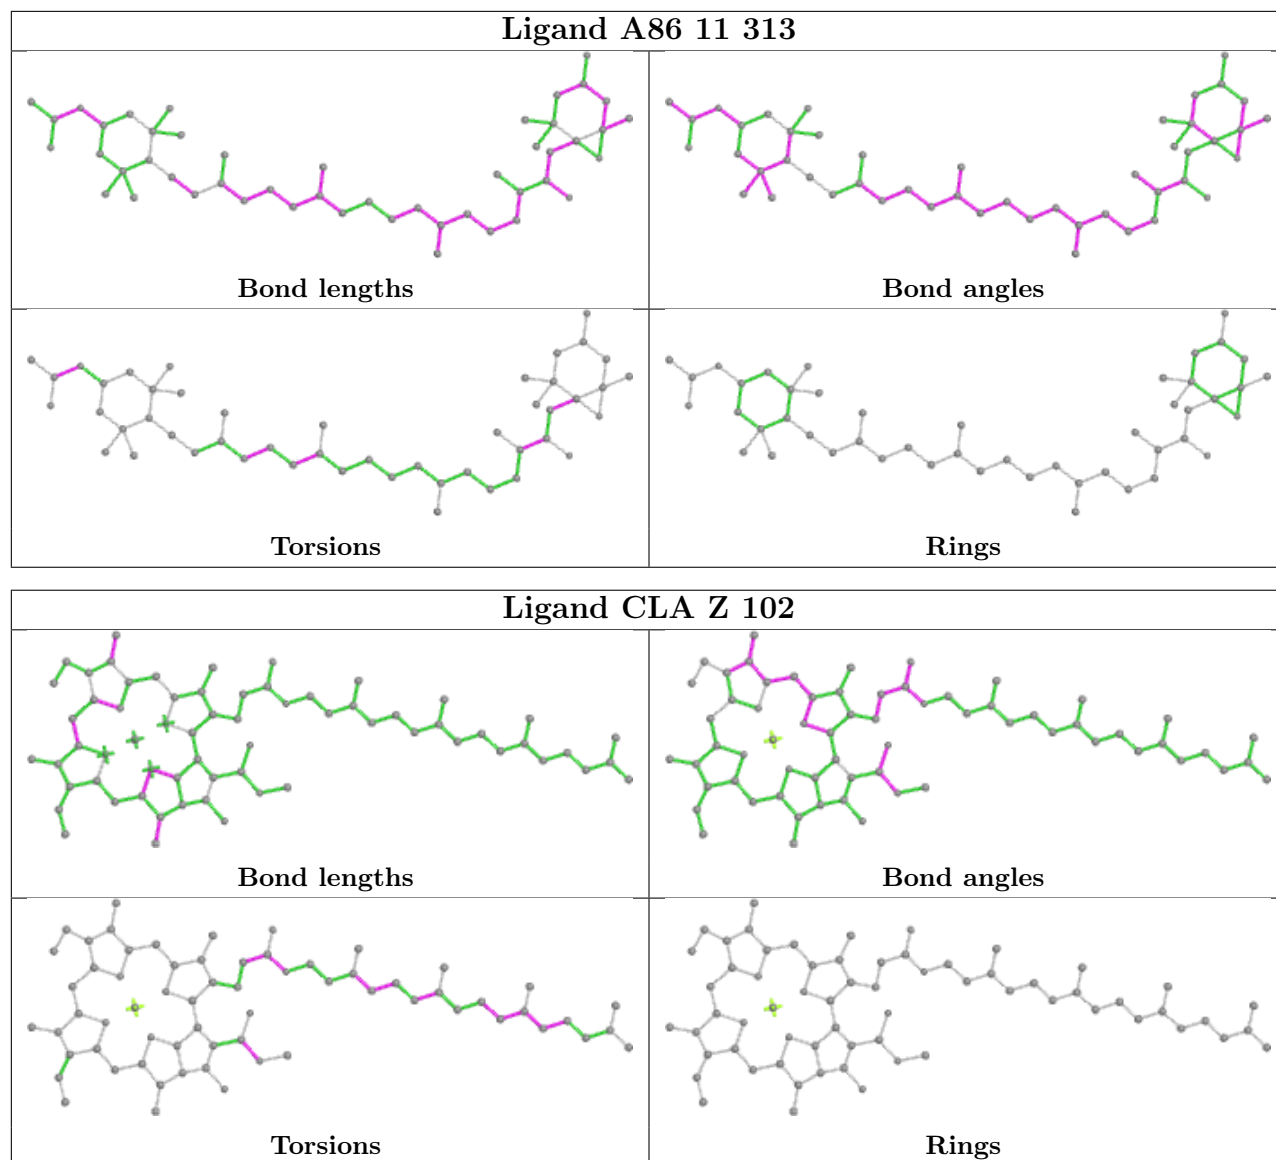 Ligand A86 11 313
Bond lengths
Bond angles
Torsions
Rings
Ligand CLA Z 102
Bond lengths
Bond angles
Torsions
Rings